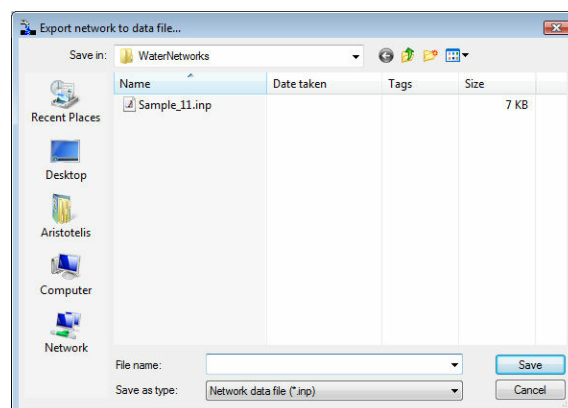 Export network to data file...
Save in: WaterNetworks
Name Date taken Tags Size
Sample_11.inp 7 KB
Recent Places
Desktop
Aristotelis
Computer
Network
File name: Save
Save as type: Network data file (*.inp) Cancel